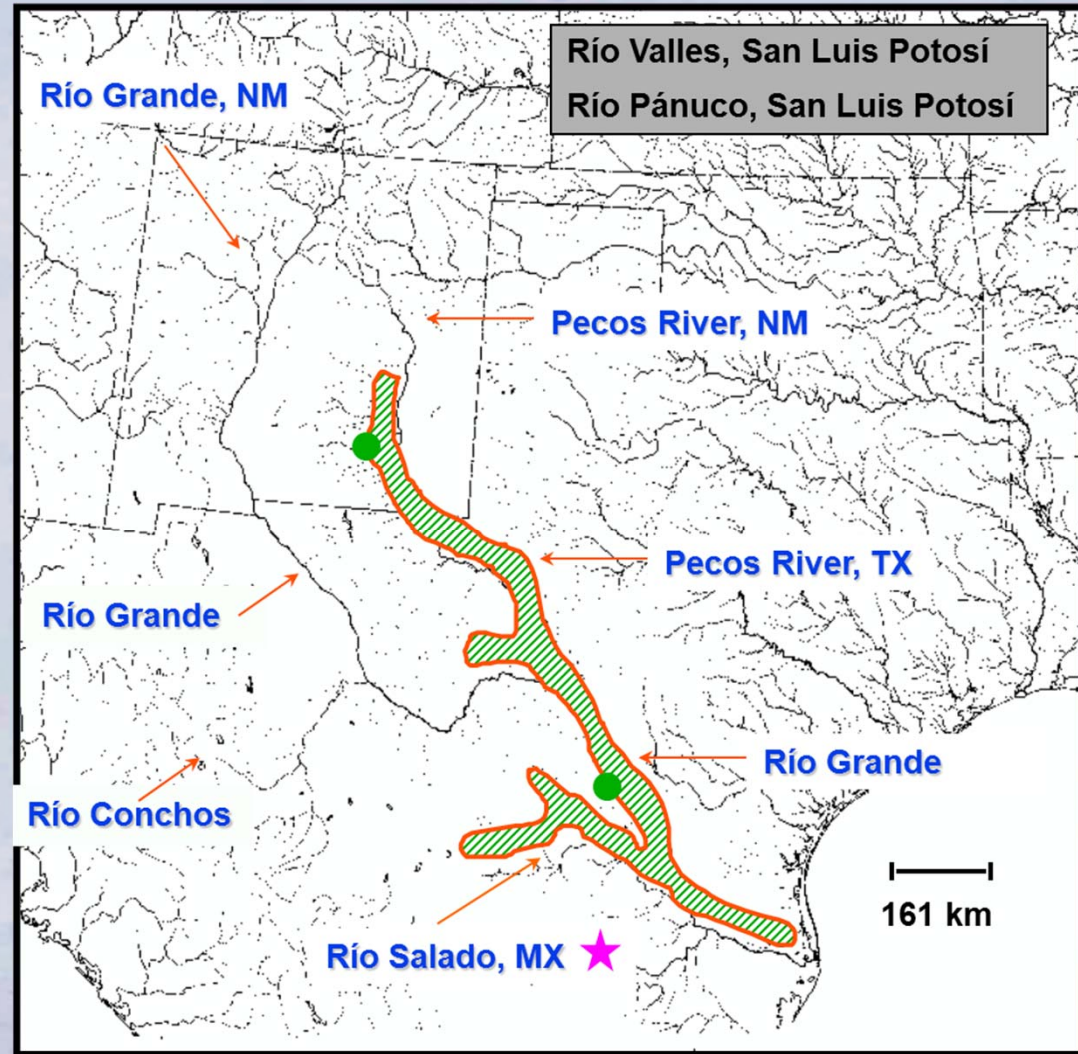 Río Valles, San Luis Potosí
Río Pánuco, San Luis Potosí
Río Grande, NM
Pecos River, NM
Pecos River, TX
Río Grande
Río Grande
Río Conchos
161 km
Río Salado, MX